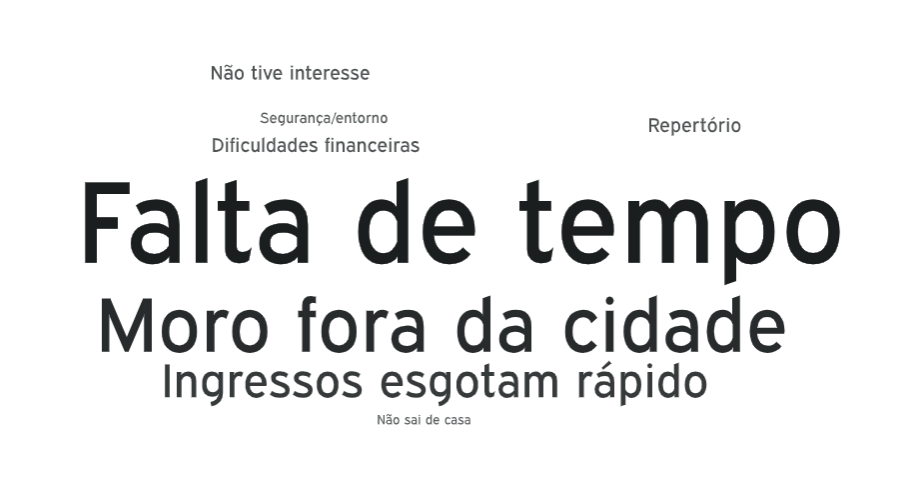 Não tive interesse
Segurança/entorno
Repertório
Dificuldades financeiras
Falta de tempo
Moro fora da cidade
Ingressos esgotam rápido
Não sai de casa